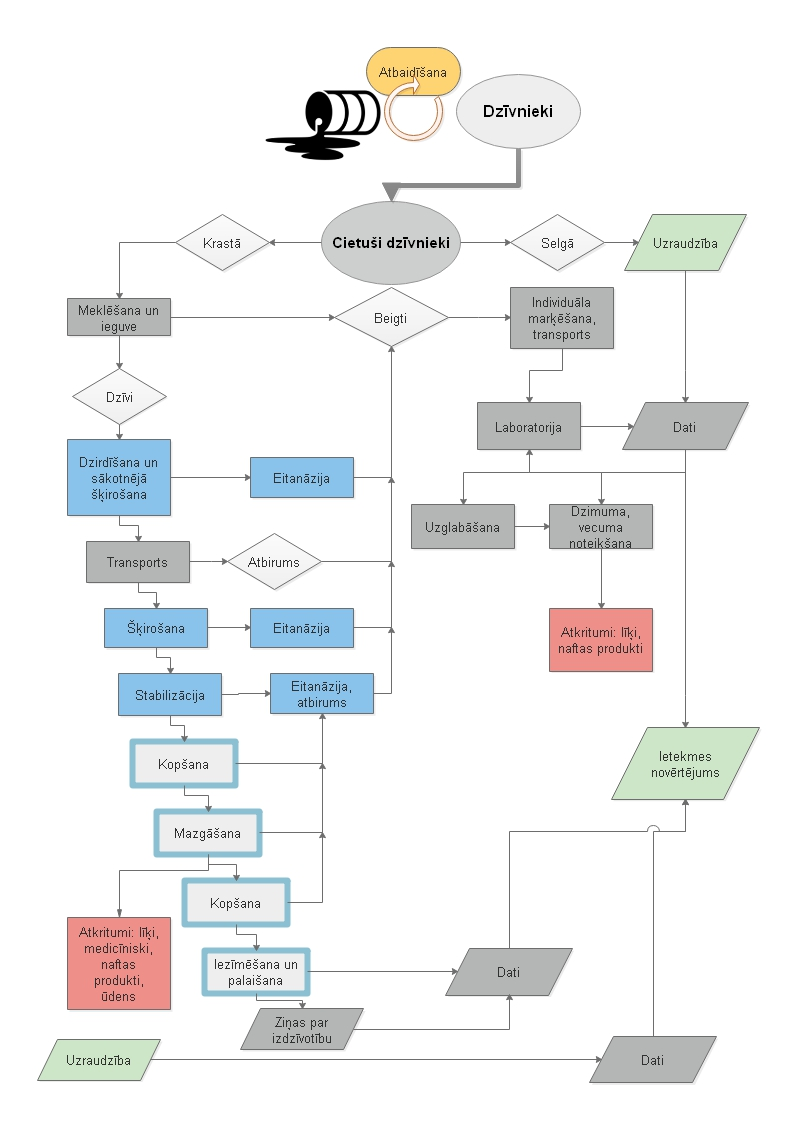 Atbaidīšana
Dzīvnieki
Krastā
Cietuši dzīvnieki
Selgā
Uzraudzība
Meklēšana un
ieguve
Beigti
Individuāla
marķēšana,
transports
Dzīvi
Laboratorija
Dati
Dzirdīšana un
sākotnējā
šķirošana
Eitanāzija
Uzglabāšana
Dzimuma,
vecuma
noteikšana
Transports
Atbirums
Šķirošana
Eitanāzija
Atkritumi: līķi,
naftas produkti
Stabilizācija
Eitanāzija,
atbirums
Kopšana
Ietekmes
novērtējums
Mazgāšana
Kopšana
Atkritumi: līķi,
medicīniski,
naftas
produkti,
ūdens
Iezīmēšana un
palaišana
Dati
Ziņas par
izdzīvotību
Uzraudzība
Dati